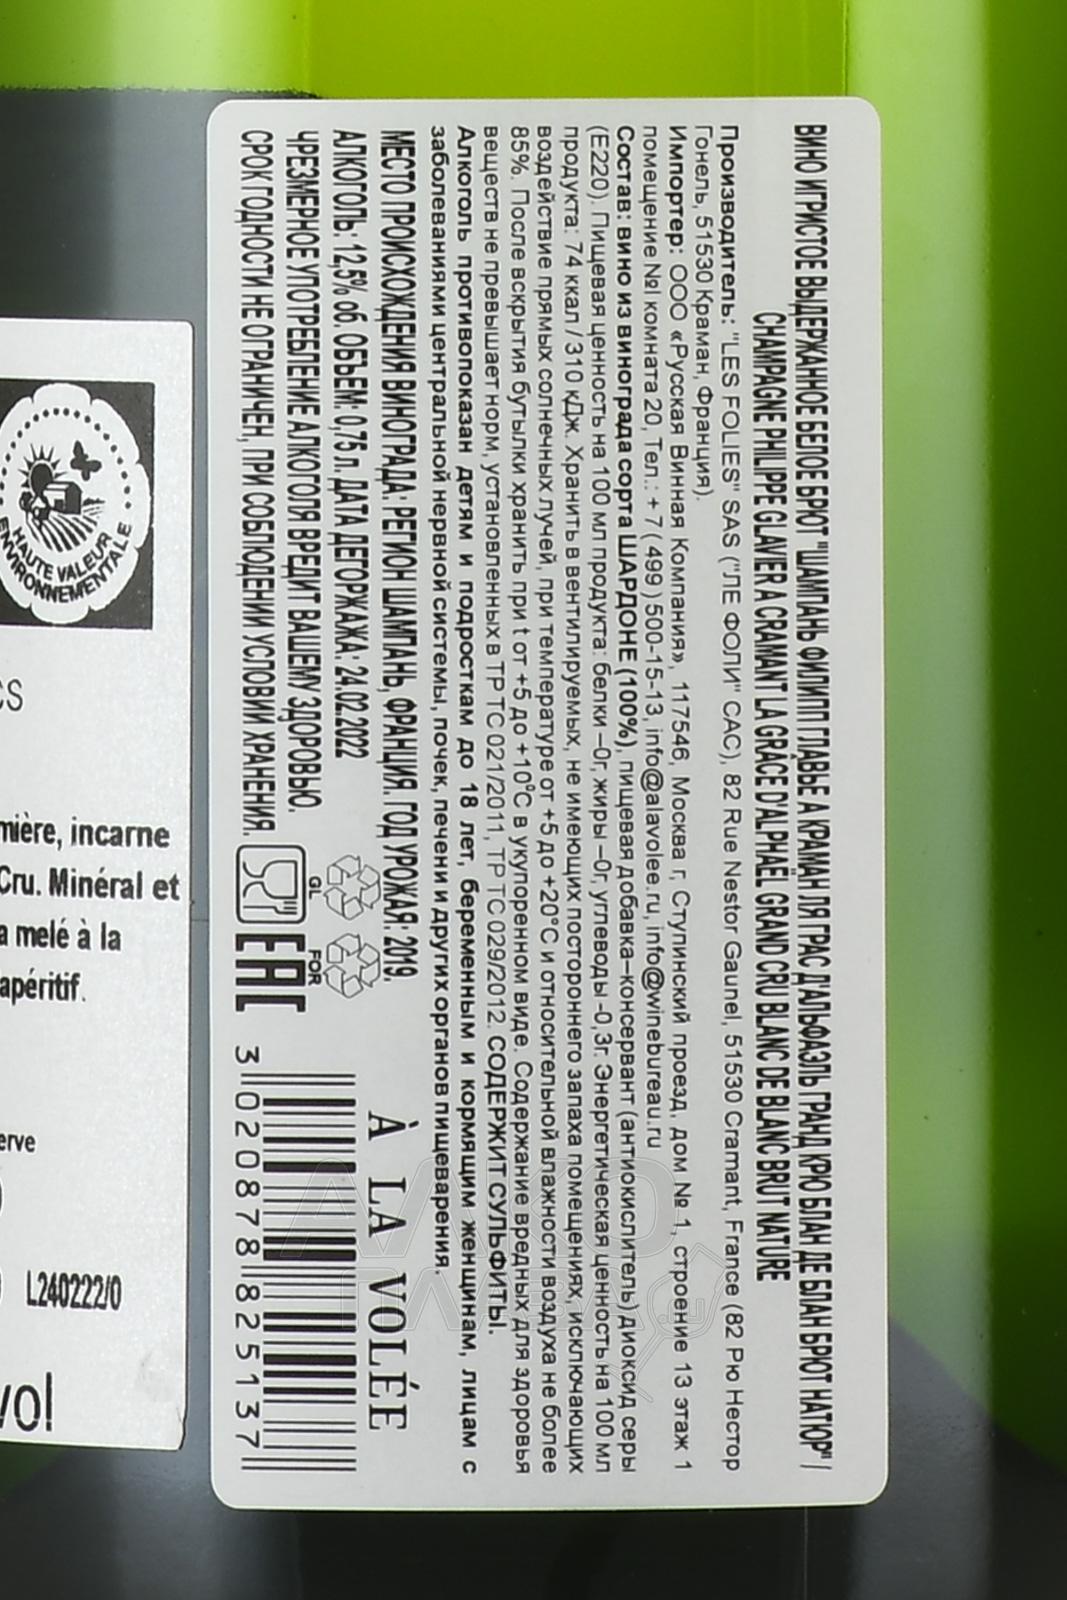 ВИНО ИГРИСТОЕ ВЫДЕРЖАННОЕ БЕЛОЕ БРЮТ "ШАМПАНЬ ФИЛИПП ГЛАВЬЕ А КРАМАН ЛЯ ГРАС Д'АЛЬФАЭЛЬ ГРАНД КРЮ БЛАН ДЕ БЛАН БРЮТ НАТЮР" /
CHAMPAGNE PHILIPPE GLAVIER A CRAMANT LA GRÂCE D'ALPHAËL GRAND CRU BLANC DE BLANC BRUT NATURE
Производитель: "LES FOLIES" SAS ("ЛЕ ФОЛИ" САС), 82 Rue Nestor Gaunel, 51530 Cramant, France (82 Рю Нестор
Гонель, 51530 Краман, Франция).
Импортер: ООО «Русская Винная Компания», 117546, Москва г, Ступинский проезд, дом № 1, строение 13 этаж 1
помещение №I комната 20, Тел.: + 7( 499 ) 500-15-13, info@alavolee.ru, info@winebureau.ru
Состав: вино из винограда сорта ШАРДОНЕ (100%), пищевая добавка–консервант (антиокислитель) диоксид серы
(Е220). Пищевая ценность на 100 мл продукта: белки –0г, жиры –0г, углеводы -0,3г. Энергетическая ценность на 100 мл
продукта: 74 ккал / 310 кДж. Хранить в вентилируемых, не имеющих постороннего запаха помещениях, исключающих
воздействие прямых солнечных лучей, при температуре от +5 до +20°С и относительной влажности воздуха не более
85%. После вскрытия бутылки хранить при t от +5 до +10°С в укупоренном виде. Содержание вредных для здоровья
веществ не превышает норм, установленных в ТР ТС 021/2011, ТР ТС 029/2012. СОДЕРЖИТ СУЛЬФИТЫ.
Алкоголь противопоказан детям и подросткам до 18 лет, беременным и кормящим женщинам, лицам с
заболеваниями центральной нервной системы, почек, печени и других органов пищеварения.
МЕСТО ПРОИСХОЖДЕНИЯ ВИНОГРАДА: РЕГИОН ШАМПАНЬ, ФРАНЦИЯ. ГОД УРОЖАЯ: 2019.
АЛКОГОЛЬ: 12,5% об. ОБЪЕМ: 0,75 л. ДАТА ДЕГОРЖАЖА: 24.02.2022
ЧРЕЗМЕРНОЕ УПОТРЕБЛЕНИЕ АЛКОГОЛЯ ВРЕДИТ ВАШЕМУ ЗДОРОВЬЮ.
СРОК ГОДНОСТИ НЕ ОГРАНИЧЕН, ПРИ СОБЛЮДЕНИИ УСЛОВИЙ ХРАНЕНИЯ.
GL
FOR
EAC
À LA VOLÉE
3 020878 825137
HAUTE VALEUR
ENVIRONNEMENTALE
cs
mière, incarne
Cru. Minéral et
a melé à la
apéritif.
erve
L240222/0
vol